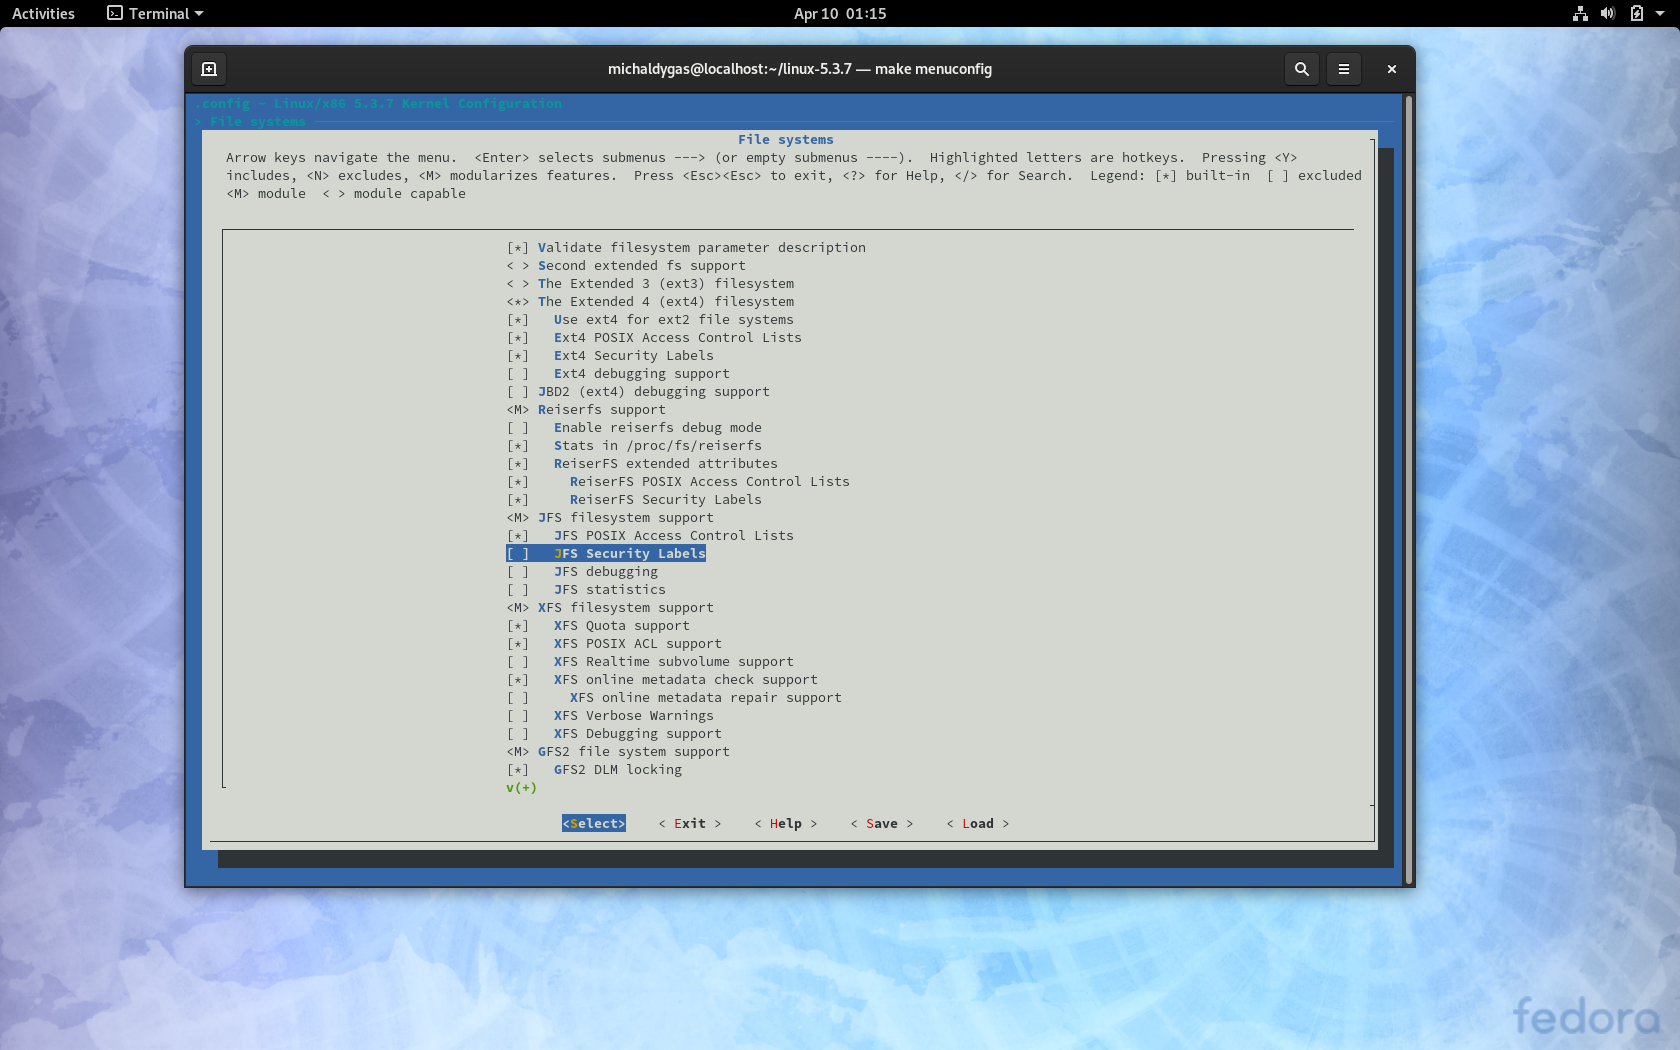 Activities Terminal Apr 10 01:15
michaldygas@localhost:~/linux-5.3.7 — make menuconfig
.config - Linux/x86 5.3.7 Kernel Configuration
> File systems
File systems
Arrow keys navigate the menu.  <Enter> selects submenus ---> (or empty submenus ----).  Highlighted letters are hotkeys.  Pressing <Y>
includes, <N> excludes, <M> modularizes features.  Press <Esc><Esc> to exit, <?> for Help, </> for Search.  Legend: [*] built-in  [ ] excluded
<M> module  < > module capable
[*] Validate filesystem parameter description
< > Second extended fs support
< > The Extended 3 (ext3) filesystem
<*> The Extended 4 (ext4) filesystem
[*]   Use ext4 for ext2 file systems
[*]   Ext4 POSIX Access Control Lists
[*]   Ext4 Security Labels
[ ]   Ext4 debugging support
[ ] JBD2 (ext4) debugging support
<M> Reiserfs support
[ ]   Enable reiserfs debug mode
[*]   Stats in /proc/fs/reiserfs
[*]   ReiserFS extended attributes
[*]     ReiserFS POSIX Access Control Lists
[*]     ReiserFS Security Labels
<M> JFS filesystem support
[*]   JFS POSIX Access Control Lists
[ ]   JFS Security Labels
[ ]   JFS debugging
[ ]   JFS statistics
<M> XFS filesystem support
[*]   XFS Quota support
[*]   XFS POSIX ACL support
[ ]   XFS Realtime subvolume support
[*]   XFS online metadata check support
[ ]     XFS online metadata repair support
[ ]   XFS Verbose Warnings
[ ]   XFS Debugging support
<M> GFS2 file system support
[*]   GFS2 DLM locking
v(+)
<Select>    < Exit >    < Help >    < Save >    < Load >
fedora